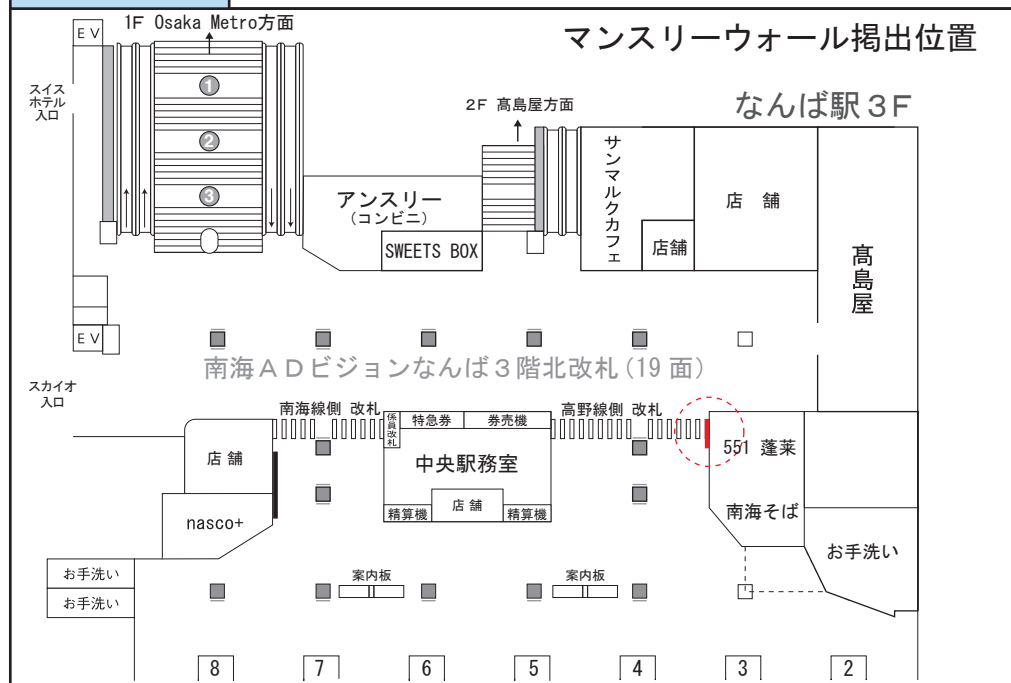 マンスリーウォール掲出位置
なんば駅3F
EV
1F Osaka Metro方面
スイス
ホテル
入口
1
2
3
2F 髙島屋方面
アンスリー
(コンビニ)
SWEETS BOX
サンマルクカフェ
店舗
店 舗
髙島屋
EV
南海ADビジョンなんば3階北改札(19面)
スカイオ
入口
南海線側 改札
係員改札
特急券
券売機
高野線側 改札
店 舗
中央駅務室
551 蓬莱
nasco+
精算機
店 舗
精算機
南海そば
お手洗い
お手洗い
お手洗い
案内板
案内板
8
7
6
5
4
3
2